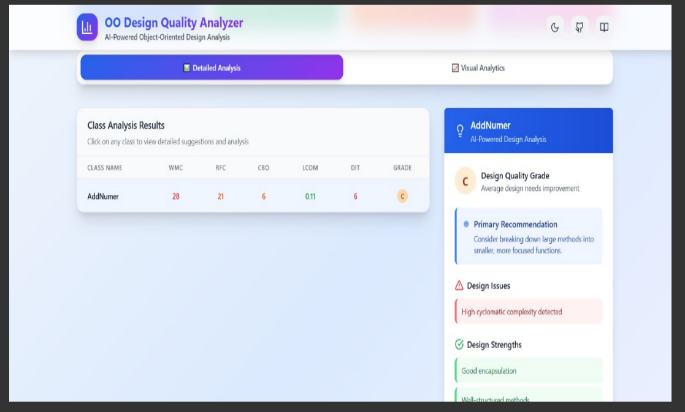 OO Design Quality Analyzer
AI-Powered Object-Oriented Design Analysis
Detailed Analysis
Visual Analytics
Class Analysis Results
Click on any class to view detailed suggestions and analysis
CLASS NAME WMC RFC CBO LCOM DIT GRADE
AddNumer 28 21 6 0.11 6 C
AddNumer
AI-Powered Design Analysis
C
Design Quality Grade
Average design needs improvement
Primary Recommendation
Consider breaking down large methods into
smaller, more focused functions.
Design Issues
High cyclomatic complexity detected
Design Strengths
Good encapsulation
Well-structured methods